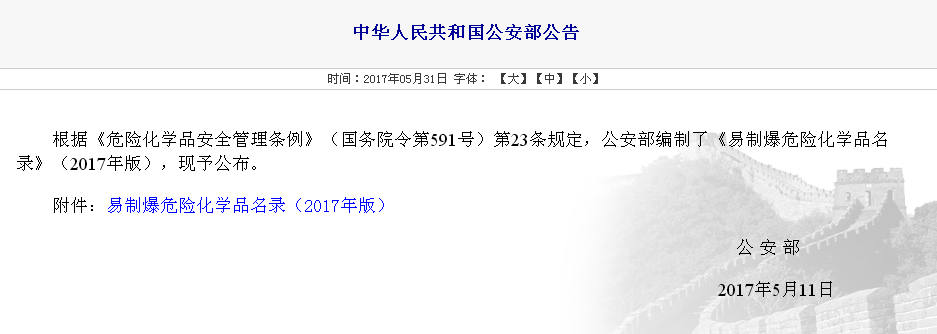 中华人民共和国公安部公告
时间：2017年05月31日 字体： 【大】【中】【小】
根据《危险化学品安全管理条例》（国务院令第591号）第23条规定，公安部编制了《易制爆危险化学品名
录》（2017年版），现予公布。
附件：易制爆危险化学品名录（2017年版）
公 安 部
2017年5月11日